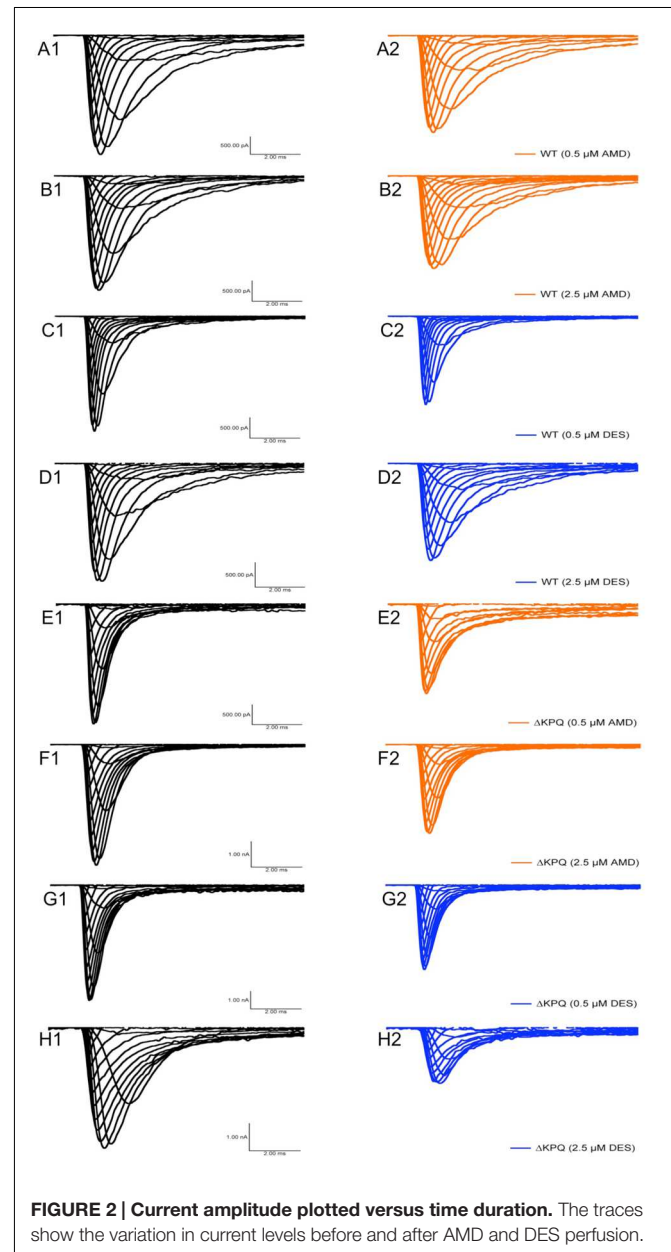 A1
A2
500.00 pA
2.00 ms
WT (0.5 µM AMD)
B1
B2
500.00 pA
2.00 ms
WT (2.5 µM AMD)
C1
C2
500.00 pA
2.00 ms
WT (0.5 µM DES)
D1
D2
500.00 pA
2.00 ms
WT (2.5 µM DES)
E1
E2
500.00 pA
2.00 ms
ΔKPQ (0.5 µM AMD)
F1
F2
1.00 nA
2.00 ms
ΔKPQ (2.5 µM AMD)
G1
G2
1.00 nA
2.00 ms
ΔKPQ (0.5 µM DES)
H1
H2
1.00 nA
2.00 ms
ΔKPQ (2.5 µM DES)
FIGURE 2 | Current amplitude plotted versus time duration. The traces
show the variation in current levels before and after AMD and DES perfusion.